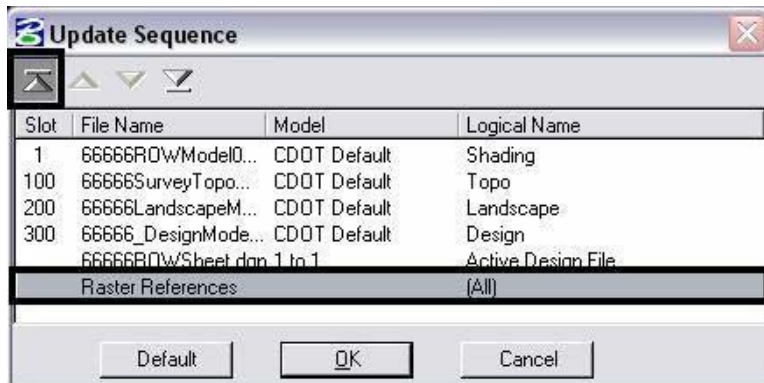 Update Sequence
Slot File Name Model Logical Name
1 66666ROWModel0... CDOT Default Shading
100 66666SurveyTopo... CDOT Default Topo
200 66666LandscapeM... CDOT Default Landscape
300 66666_DesignMode... CDOT Default Design
66666ROWSheet.dgn 1 to 1 Active Design File
Raster References (All)
Default OK Cancel